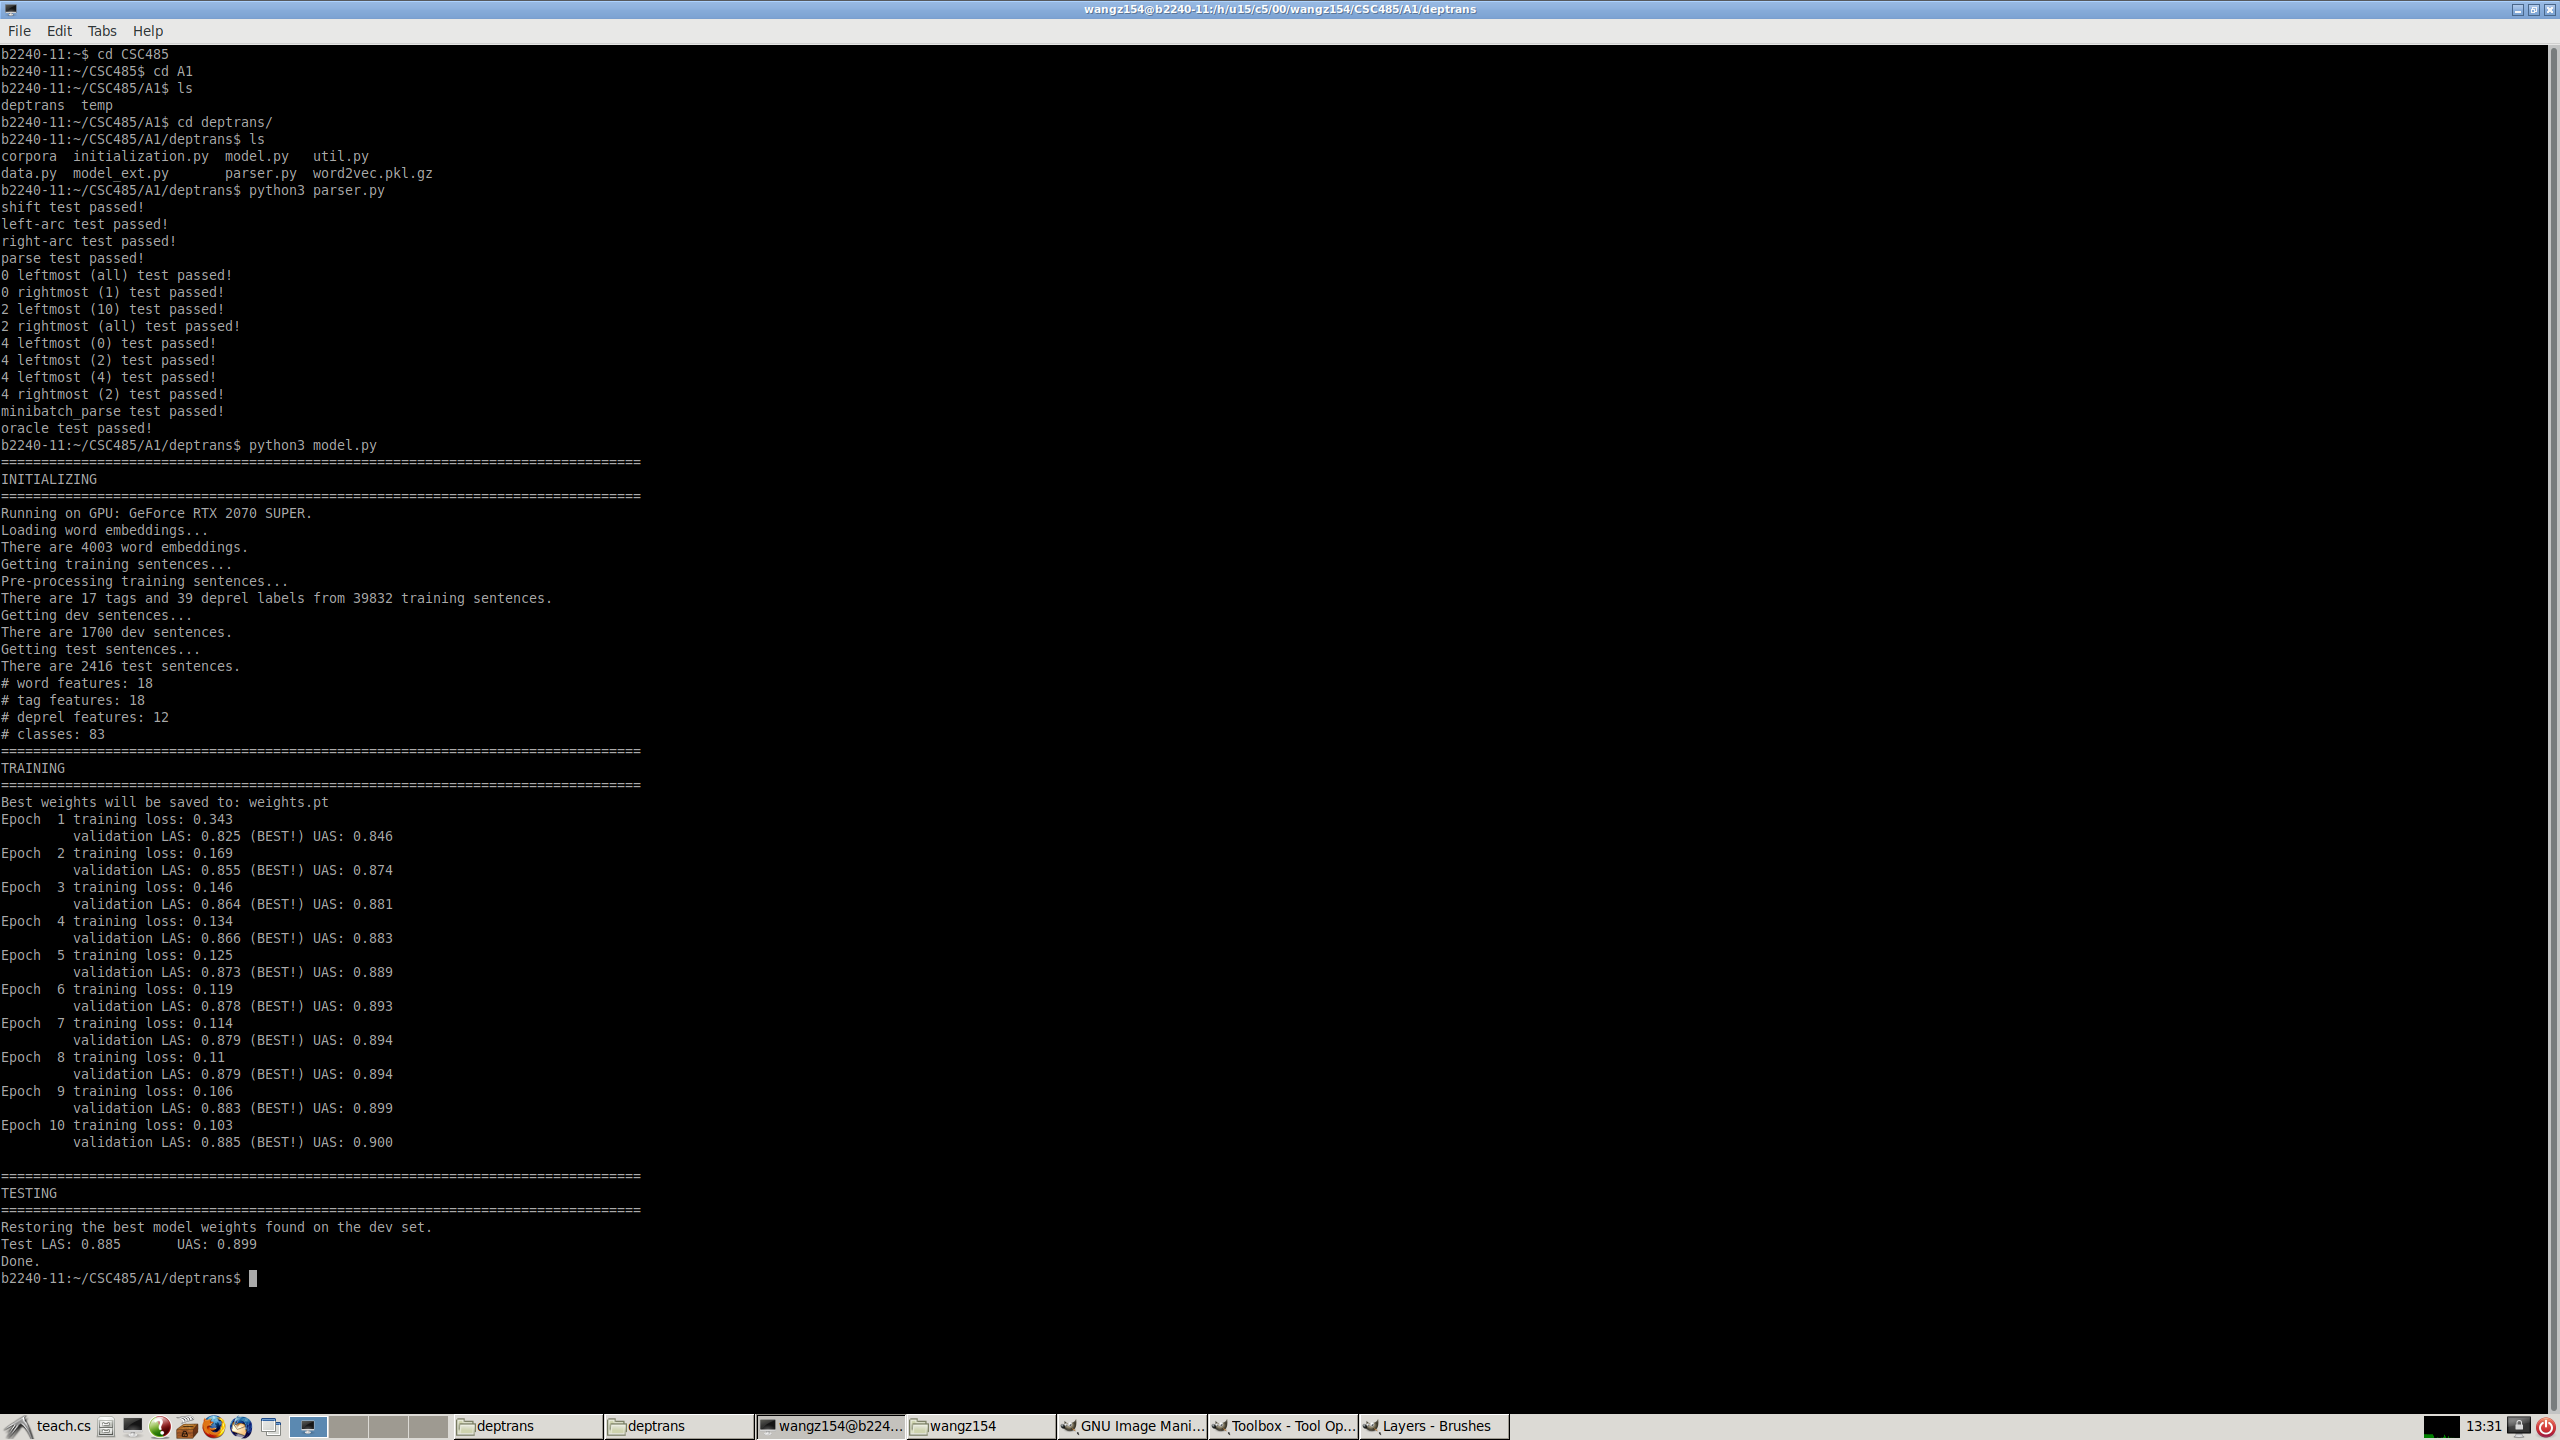 wangz154@b2240-11:/h/u15/c5/00/wangz154/CSC485/A1/deptrans
File Edit Tabs Help
b2240-11:~$ cd CSC485
b2240-11:~/CSC485$ cd A1
b2240-11:~/CSC485/A1$ ls
deptrans  temp
b2240-11:~/CSC485/A1$ cd deptrans/
b2240-11:~/CSC485/A1/deptrans$ ls
corpora  initialization.py  model.py   util.py
data.py  model_ext.py       parser.py  word2vec.pkl.gz
b2240-11:~/CSC485/A1/deptrans$ python3 parser.py
shift test passed!
left-arc test passed!
right-arc test passed!
parse test passed!
0 leftmost (all) test passed!
0 rightmost (1) test passed!
2 leftmost (10) test passed!
2 rightmost (all) test passed!
4 leftmost (0) test passed!
4 leftmost (2) test passed!
4 leftmost (4) test passed!
4 rightmost (2) test passed!
minibatch_parse test passed!
oracle test passed!
b2240-11:~/CSC485/A1/deptrans$ python3 model.py
================================================================================
INITIALIZING
================================================================================
Running on GPU: GeForce RTX 2070 SUPER.
Loading word embeddings...
There are 4003 word embeddings.
Getting training sentences...
Pre-processing training sentences...
There are 17 tags and 39 deprel labels from 39832 training sentences.
Getting dev sentences...
There are 1700 dev sentences.
Getting test sentences...
There are 2416 test sentences.
# word features: 18
# tag features: 18
# deprel features: 12
# classes: 83
================================================================================
TRAINING
================================================================================
Best weights will be saved to: weights.pt
Epoch  1 training loss: 0.343
         validation LAS: 0.825 (BEST!) UAS: 0.846
Epoch  2 training loss: 0.169
         validation LAS: 0.855 (BEST!) UAS: 0.874
Epoch  3 training loss: 0.146
         validation LAS: 0.864 (BEST!) UAS: 0.881
Epoch  4 training loss: 0.134
         validation LAS: 0.866 (BEST!) UAS: 0.883
Epoch  5 training loss: 0.125
         validation LAS: 0.873 (BEST!) UAS: 0.889
Epoch  6 training loss: 0.119
         validation LAS: 0.878 (BEST!) UAS: 0.893
Epoch  7 training loss: 0.114
         validation LAS: 0.879 (BEST!) UAS: 0.894
Epoch  8 training loss: 0.11
         validation LAS: 0.879 (BEST!) UAS: 0.894
Epoch  9 training loss: 0.106
         validation LAS: 0.883 (BEST!) UAS: 0.899
Epoch 10 training loss: 0.103
         validation LAS: 0.885 (BEST!) UAS: 0.900
================================================================================
TESTING
================================================================================
Restoring the best model weights found on the dev set.
Test LAS: 0.885       UAS: 0.899
Done.
b2240-11:~/CSC485/A1/deptrans$
teach.cs deptrans deptrans wangz154@b224... wangz154 GNU Image Mani... Toolbox - Tool Op... Layers - Brushes 13:31